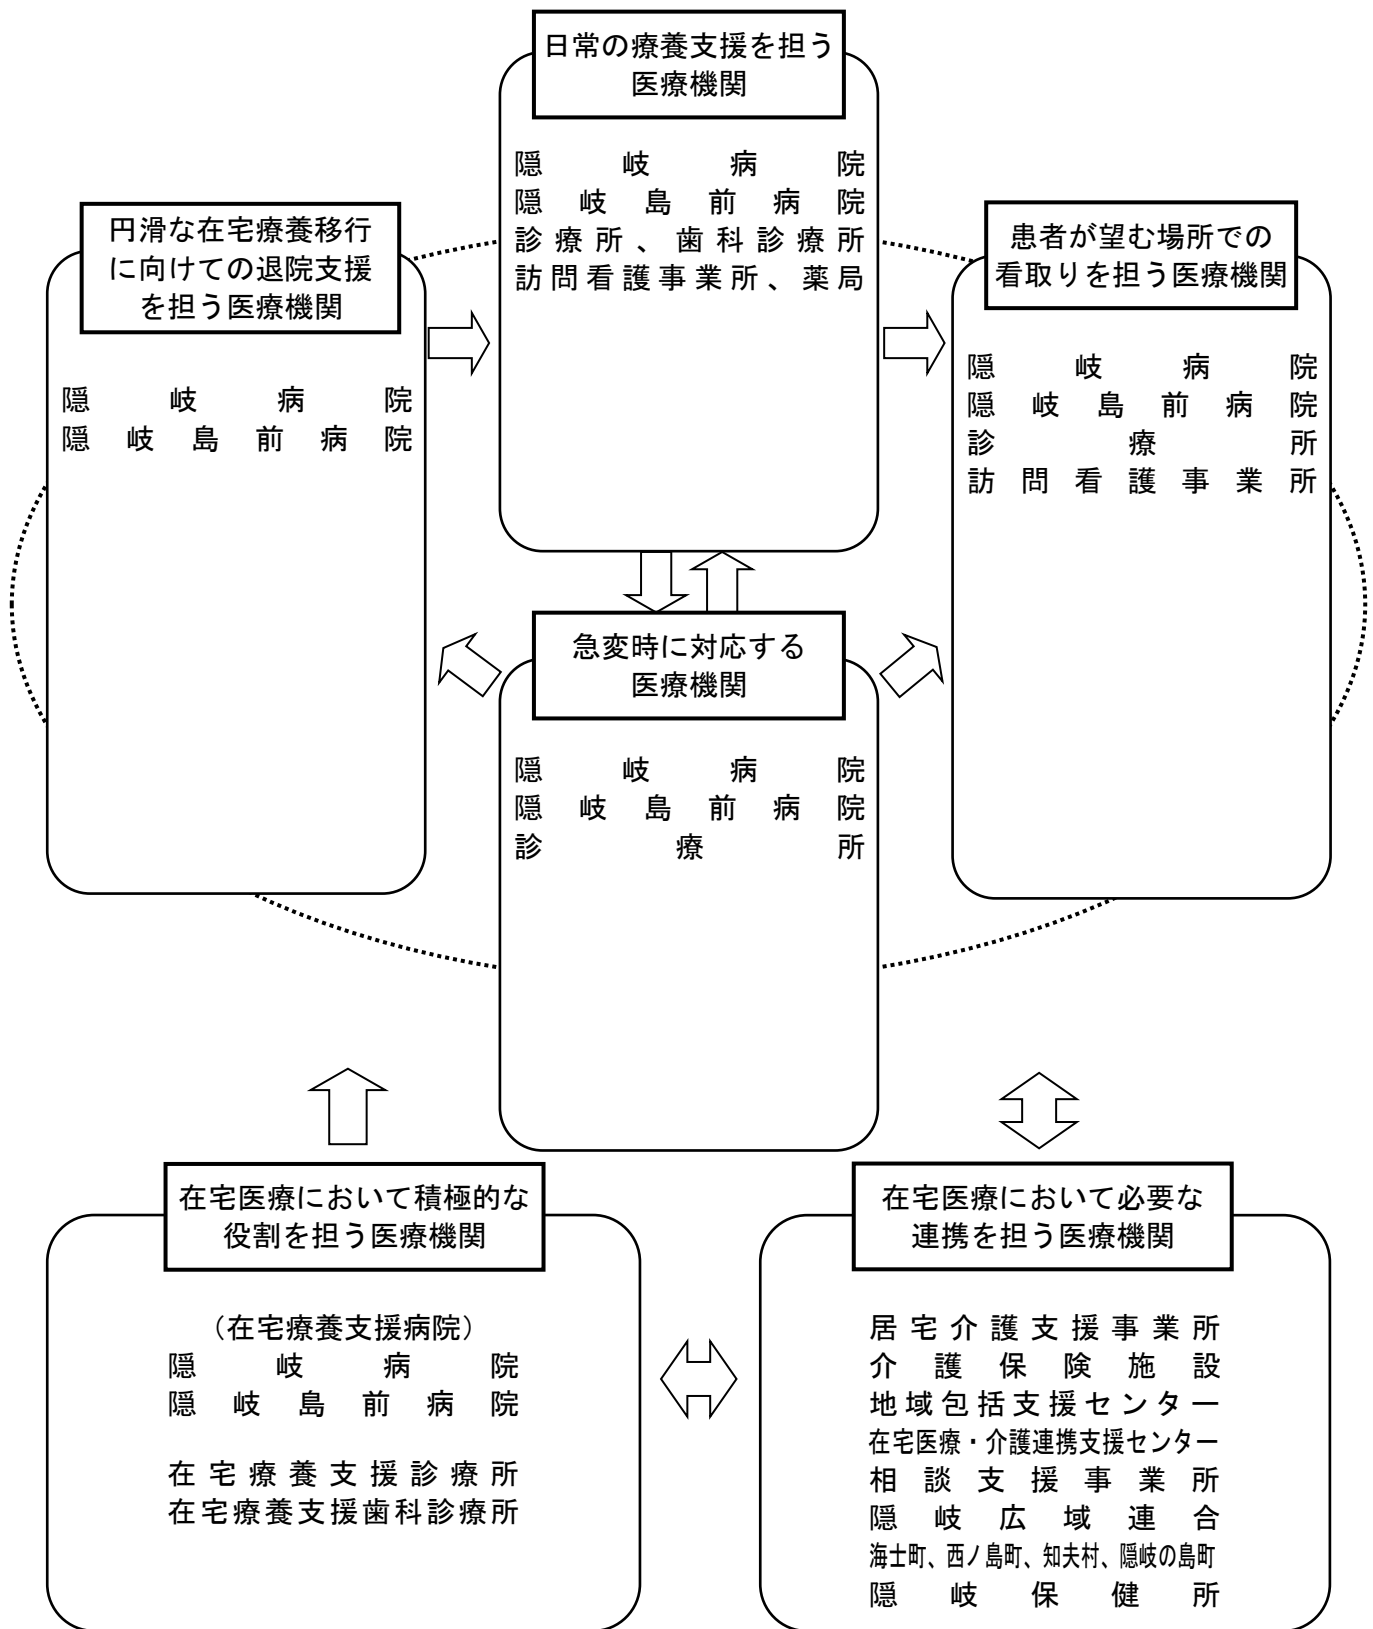 日常の療養支援を担う
医療機関
隠岐病院
隠岐島前病院
診療所、歯科診療所
訪問看護事業所、薬局
円滑な在宅療養移行
に向けての退院支援
を担う医療機関
隠岐病院
隠岐島前病院
患者が望む場所での
看取りを担う医療機関
隠岐病院
隠岐島前病院
診療所
訪問看護事業所
急変時に対応する
医療機関
隠岐病院
隠岐島前病院
診療所
在宅医療において積極的な
役割を担う医療機関
（在宅療養支援病院）
隠岐病院
隠岐島前病院
在宅療養支援診療所
在宅療養支援歯科診療所
在宅医療において必要な
連携を担う医療機関
居宅介護支援事業所
介護保険施設
地域包括支援センター
在宅医療・介護連携支援センター
相談支援事業所
隠岐広域連合
海士町、西ノ島町、知夫村、隠岐の島町
隠岐保健所